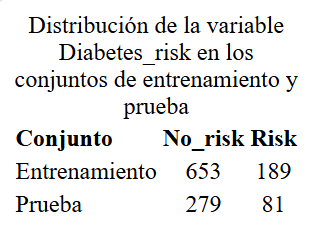 Distribución de la variable
Diabetes_risk en los
conjuntos de entrenamiento y
prueba
Conjunto No_risk Risk
Entrenamiento 653 189
Prueba 279 81